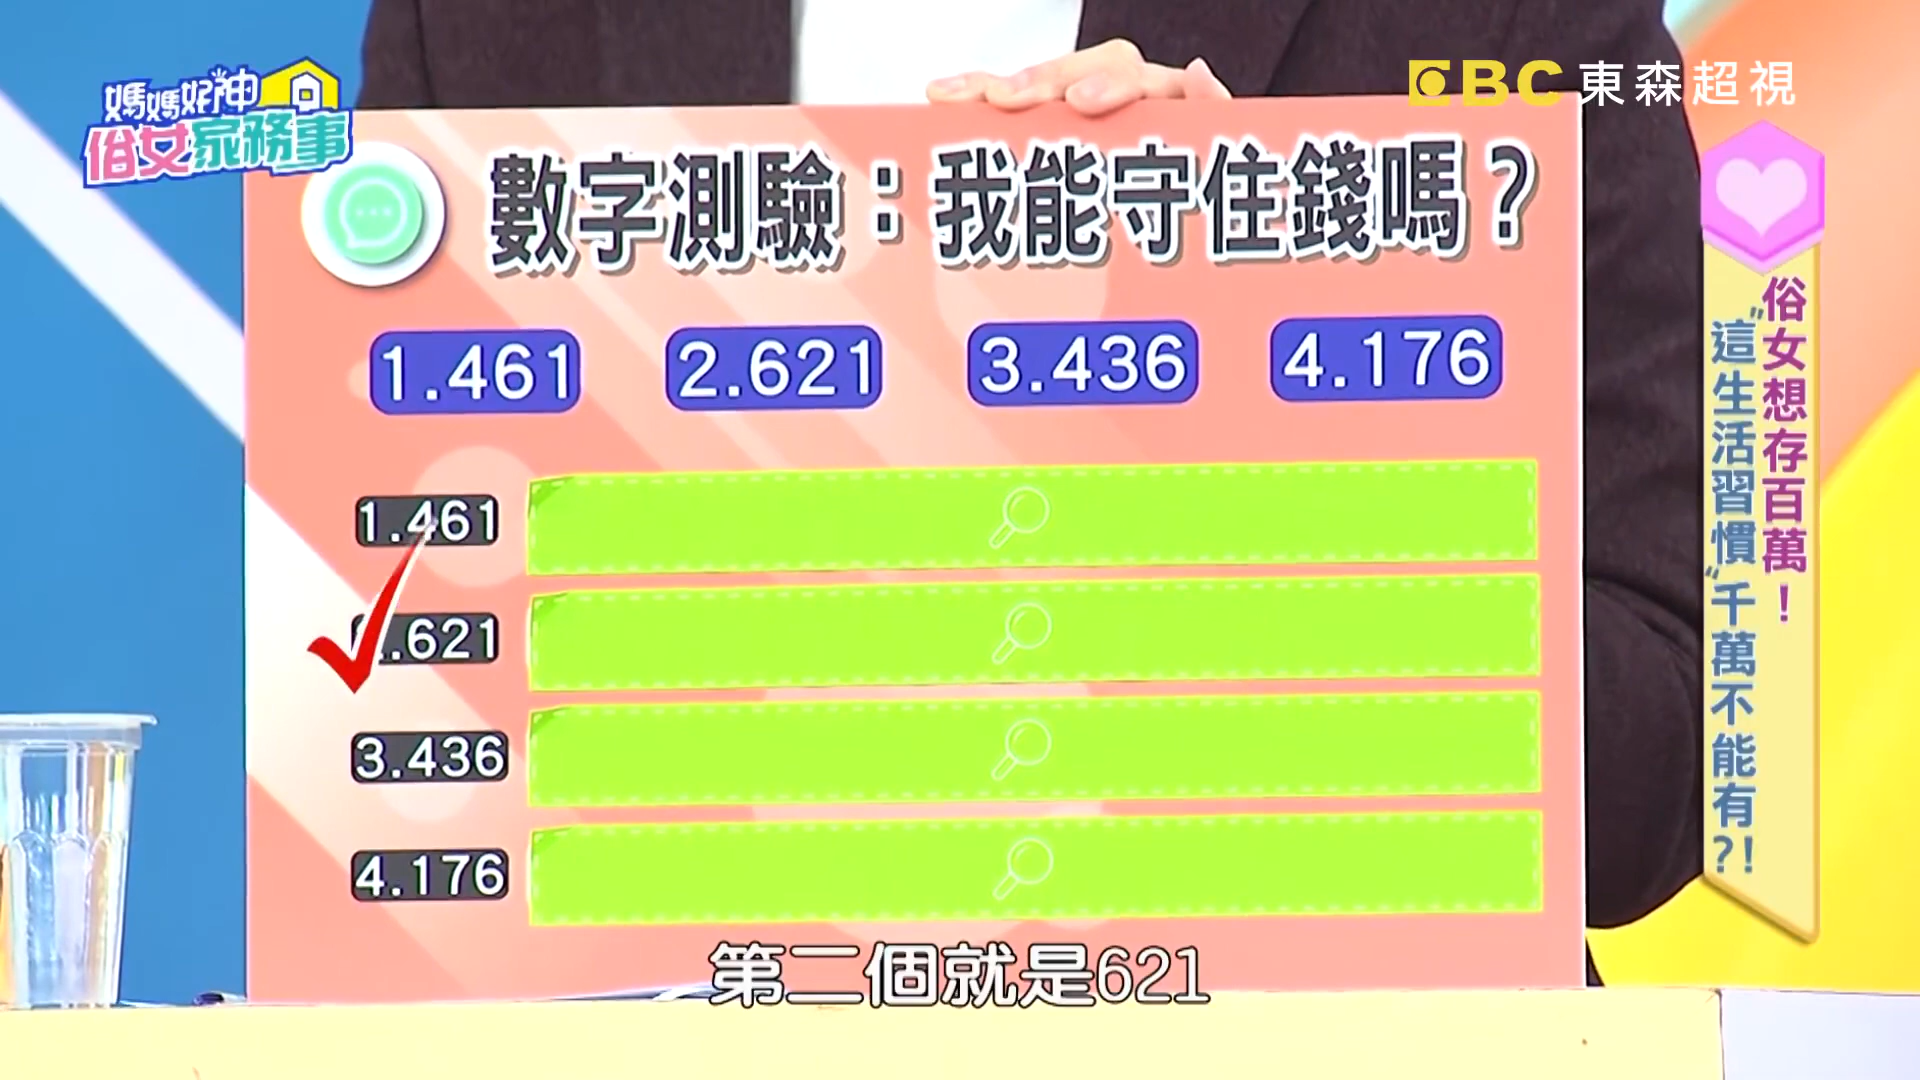 媽媽好神
俗女家務事
EBC 東森超視
數字測驗：我能守住錢嗎？
1.461
2.621
3.436
4.176
1.461
.621
3.436
4.176
俗女想存百萬！
"這生活習慣"千萬不能有?!
第二個就是621